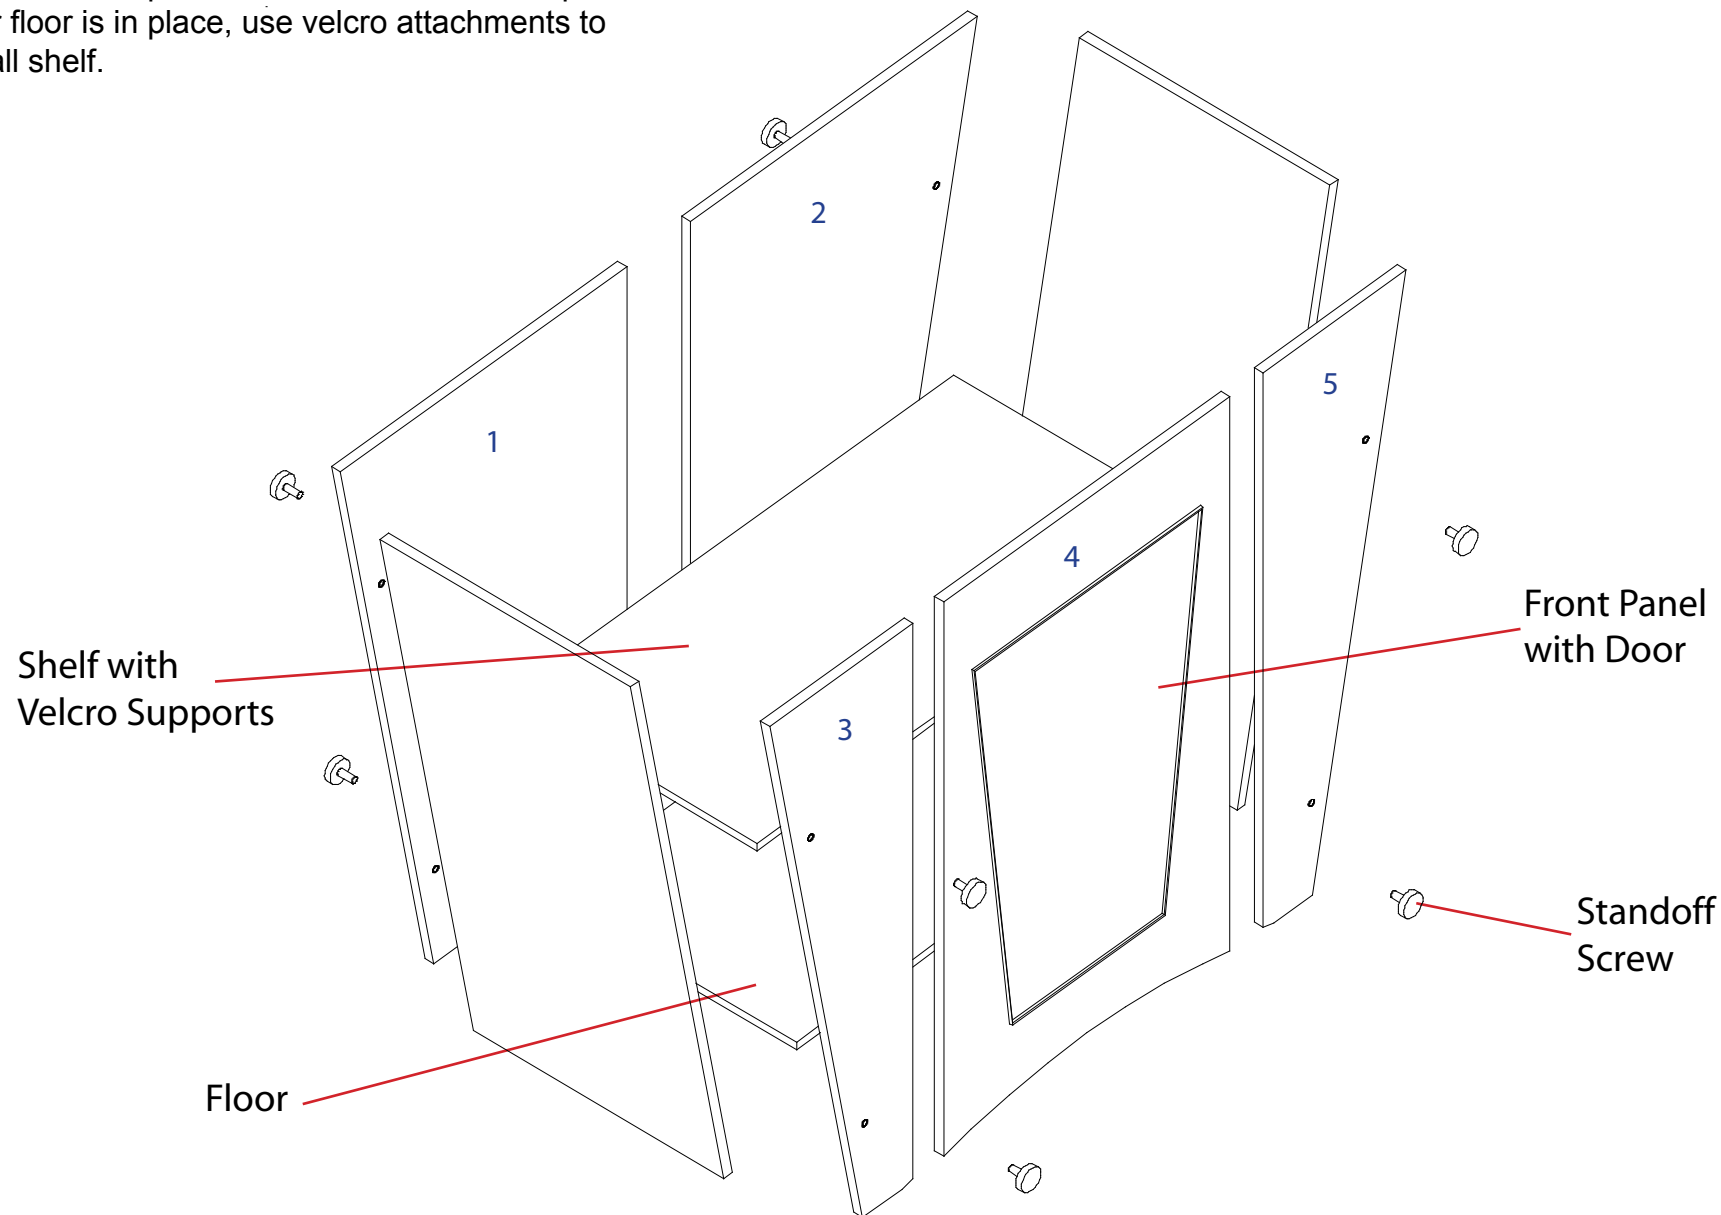 floor is in place, use velcro attachments to
shelf.
2
5
1
4
Front Panel
with Door
Shelf with
Velcro Supports
3
Standoff
Screw
Floor